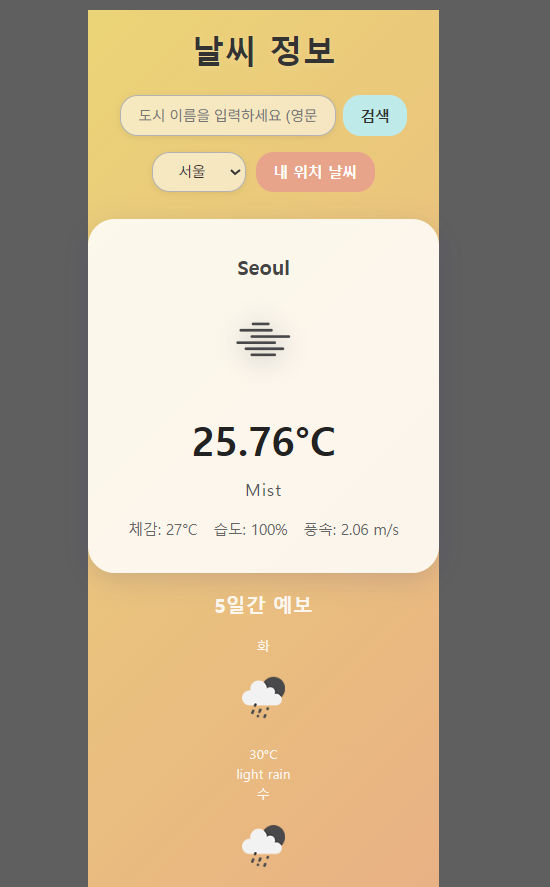 날씨 정보
도시 이름을 입력하세요 (영문
검색
서울
내 위치 날씨
Seoul
25.76°C
Mist
체감: 27°C 습도: 100% 풍속: 2.06 m/s
5일간 예보
화
30°C
light rain
수